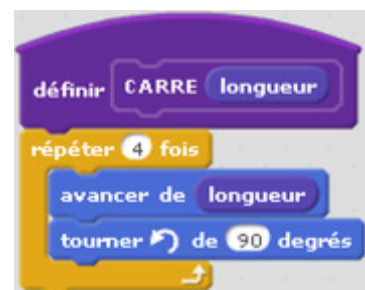 définir CARRE longueur
répéter 4 fois
avancer de longueur
tourner de 90 degrés